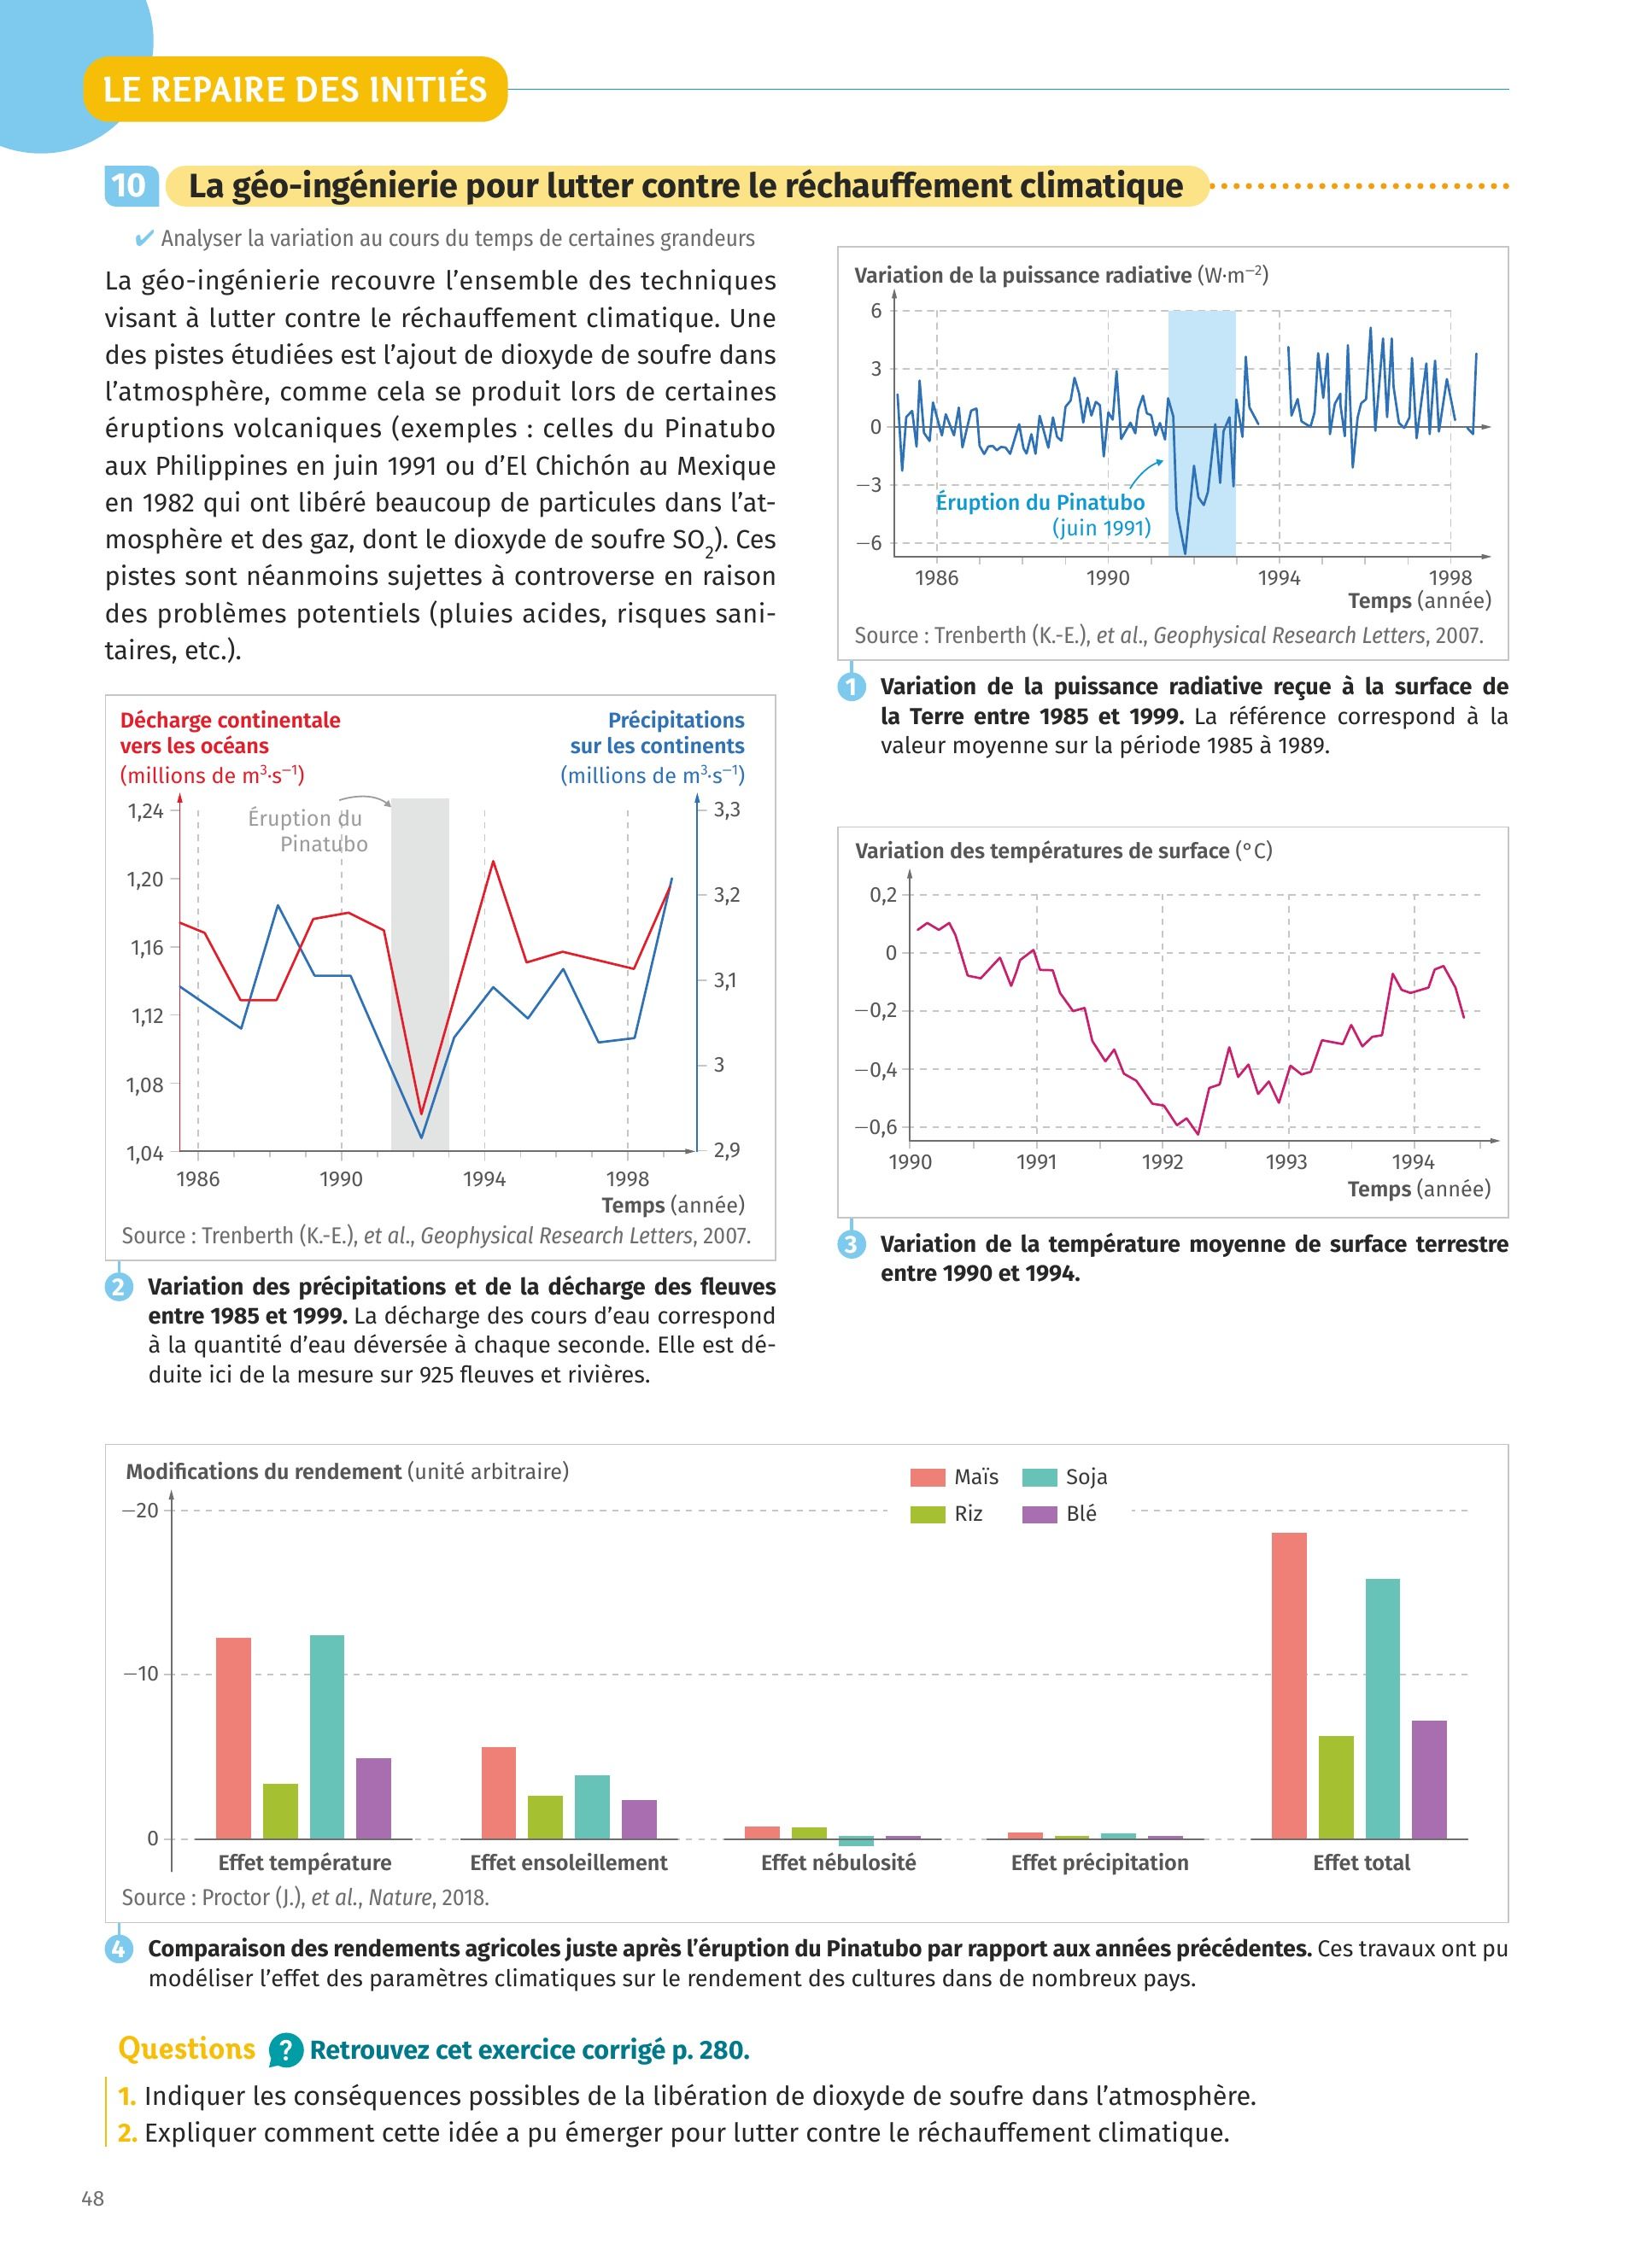 LE REPAIRE DES INITIÉS
10 La géo-ingénierie pour lutter contre le réchauffement climatique
✔ Analyser la variation au cours du temps de certaines grandeurs
La géo-ingénierie recouvre l’ensemble des techniques
visant à lutter contre le réchauffement climatique. Une
des pistes étudiées est l’ajout de dioxyde de soufre dans
l’atmosphère, comme cela se produit lors de certaines
éruptions volcaniques (exemples : celles du Pinatubo
aux Philippines en juin 1991 ou d’El Chichón au Mexique
en 1982 qui ont libéré beaucoup de particules dans l’at-
mosphère et des gaz, dont le dioxyde de soufre SO₂). Ces
pistes sont néanmoins sujettes à controverse en raison
des problèmes potentiels (pluies acides, risques sani-
taires, etc.).
Variation de la puissance radiative (W·m⁻²)
6
3
0
−3
−6
Éruption du Pinatubo
(juin 1991)
1986 1990 1994 1998
Temps (année)
Source : Trenberth (K.-E.), et al., Geophysical Research Letters, 2007.
1 Variation de la puissance radiative reçue à la surface de
la Terre entre 1985 et 1999. La référence correspond à la
valeur moyenne sur la période 1985 à 1989.
Décharge continentale
vers les océans
(millions de m³·s⁻¹)
Précipitations
sur les continents
(millions de m³·s⁻¹)
1,24
1,20
1,16
1,12
1,08
1,04
Éruption du
Pinatubo
3,3
3,2
3,1
3
2,9
1986 1990 1994 1998
Temps (année)
Source : Trenberth (K.-E.), et al., Geophysical Research Letters, 2007.
2 Variation des précipitations et de la décharge des fleuves
entre 1985 et 1999. La décharge des cours d’eau correspond
à la quantité d’eau déversée à chaque seconde. Elle est dé-
duite ici de la mesure sur 925 fleuves et rivières.
Variation des températures de surface (°C)
0,2
0
−0,2
−0,4
−0,6
1990 1991 1992 1993 1994
Temps (année)
3 Variation de la température moyenne de surface terrestre
entre 1990 et 1994.
Modifications du rendement (unité arbitraire)
Maïs Soja
Riz Blé
−20
−10
0
Effet température Effet ensoleillement Effet nébulosité Effet précipitation Effet total
Source : Proctor (J.), et al., Nature, 2018.
4 Comparaison des rendements agricoles juste après l’éruption du Pinatubo par rapport aux années précédentes. Ces travaux ont pu
modéliser l’effet des paramètres climatiques sur le rendement des cultures dans de nombreux pays.
Questions ? Retrouvez cet exercice corrigé p. 280.
1. Indiquer les conséquences possibles de la libération de dioxyde de soufre dans l’atmosphère.
2. Expliquer comment cette idée a pu émerger pour lutter contre le réchauffement climatique.
48